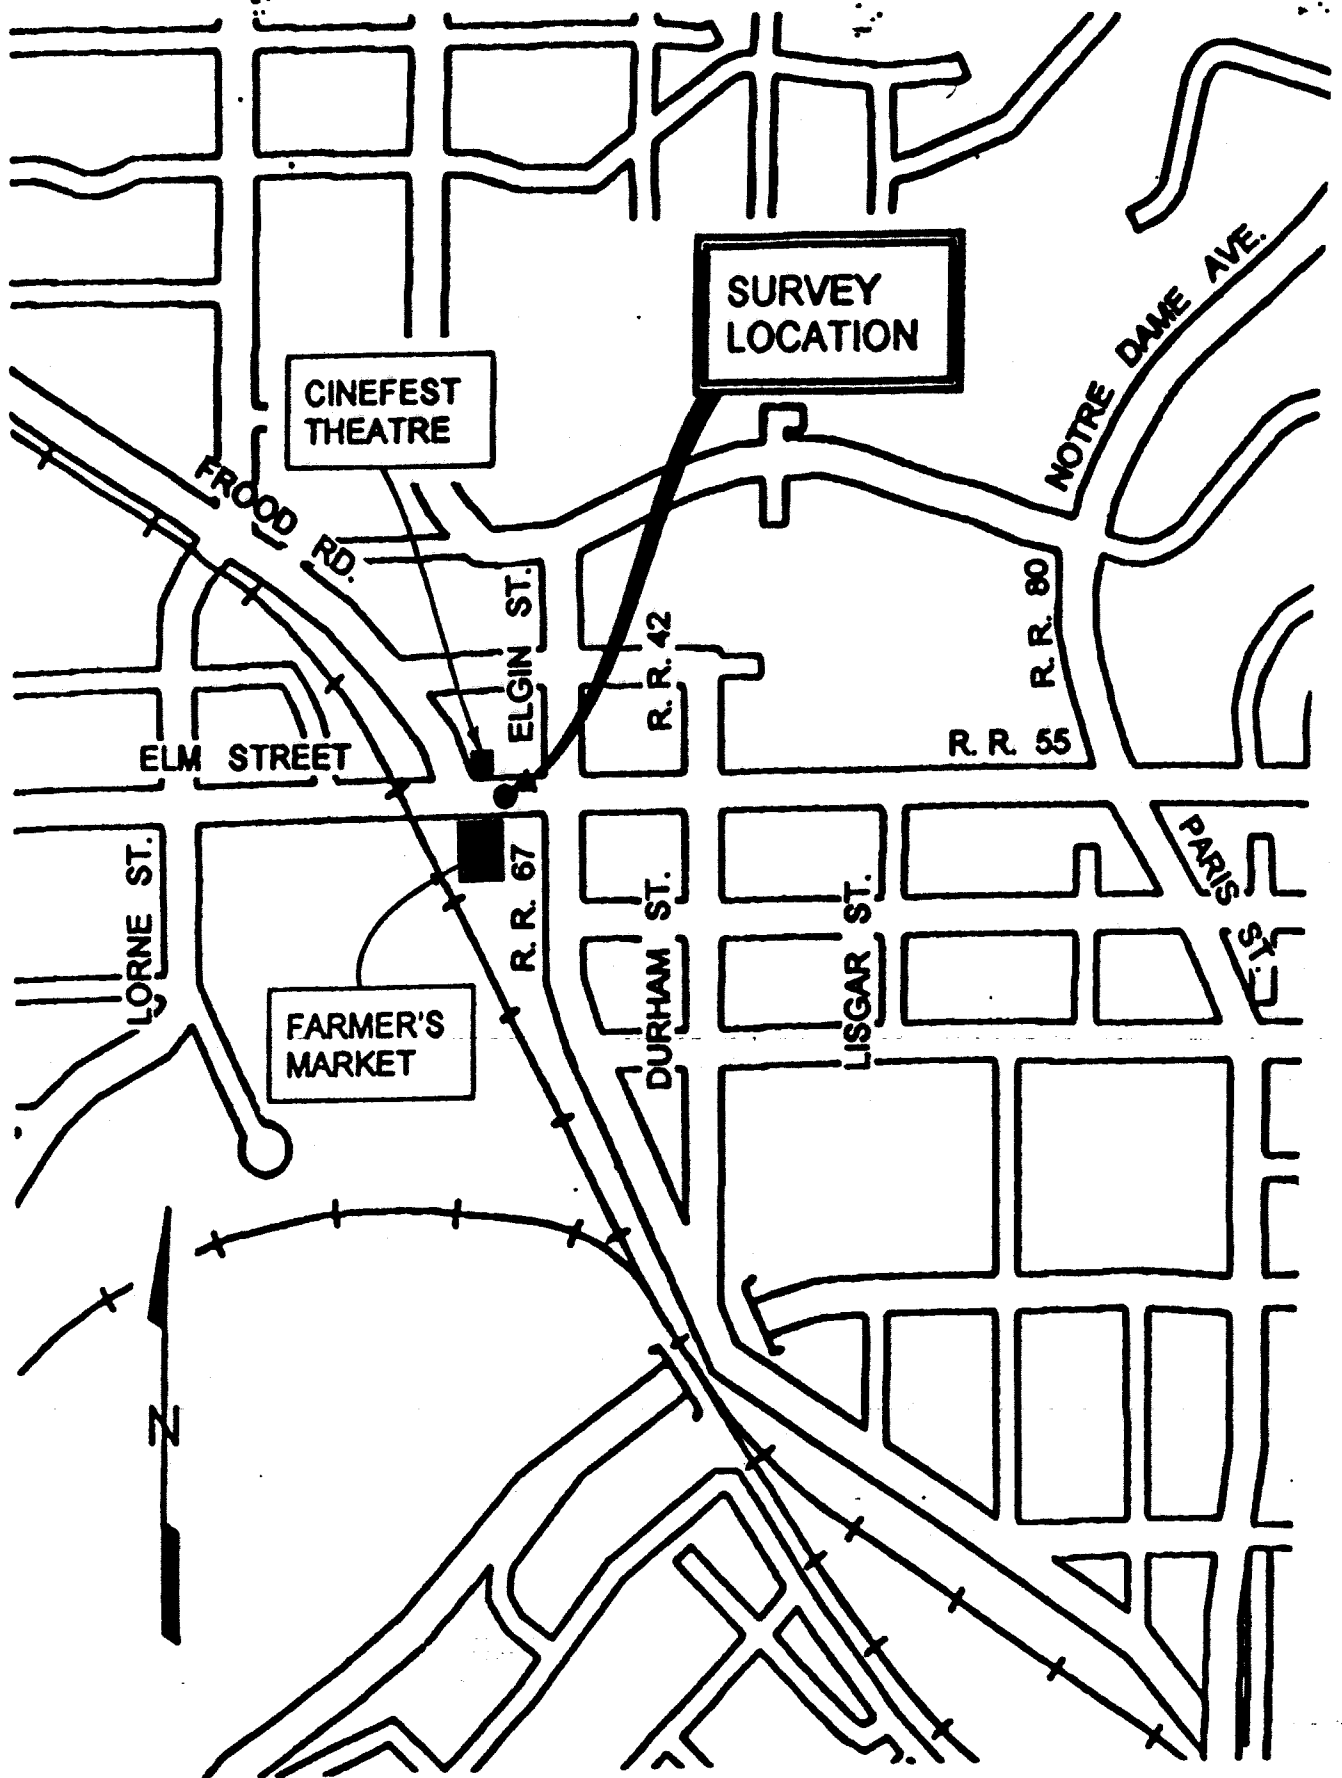 SURVEY
LOCATION
NOTRE DAME AVE.
CINEFEST
THEATRE
FROOD RD.
ELGIN ST.
R. R. 42
R. R. 80
ELM STREET
R. R. 55
R. R. 67
LORNE ST.
DURHAM ST.
LISGAR ST.
PARIS ST.
FARMER'S
MARKET
N